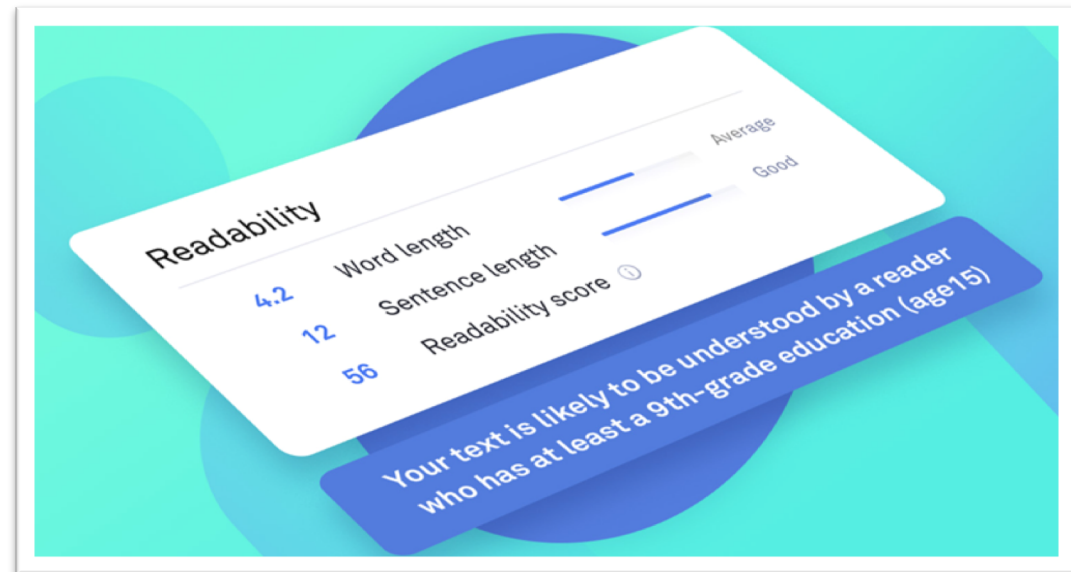 Readability
4.2 Word length Average
12 Sentence length Good
56 Readability score ⓘ
Your text is likely to be understood by a reader
who has at least a 9th-grade education (age15)